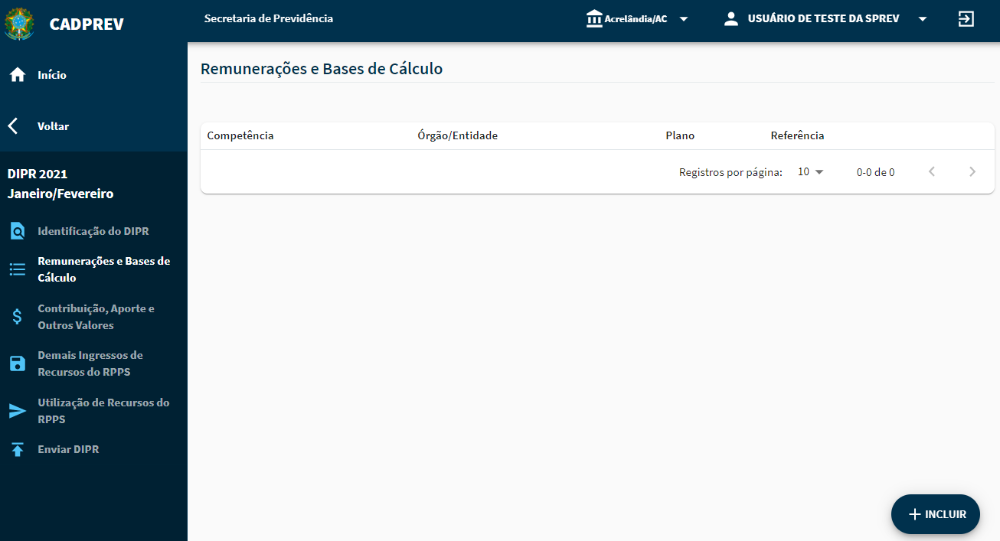 CADPREV
Secretaria de Previdência
Acrelândia/AC
USUÁRIO DE TESTE DA SPREV
Início
Voltar
DIPR 2021
Janeiro/Fevereiro
Identificação do DIPR
Remunerações e Bases de
Cálculo
Contribuição, Aporte e
Outros Valores
Demais Ingressos de
Recursos do RPPS
Utilização de Recursos do
RPPS
Enviar DIPR
Remunerações e Bases de Cálculo
Competência Órgão/Entidade Plano Referência
Registros por página: 10 0-0 de 0
INCLUIR